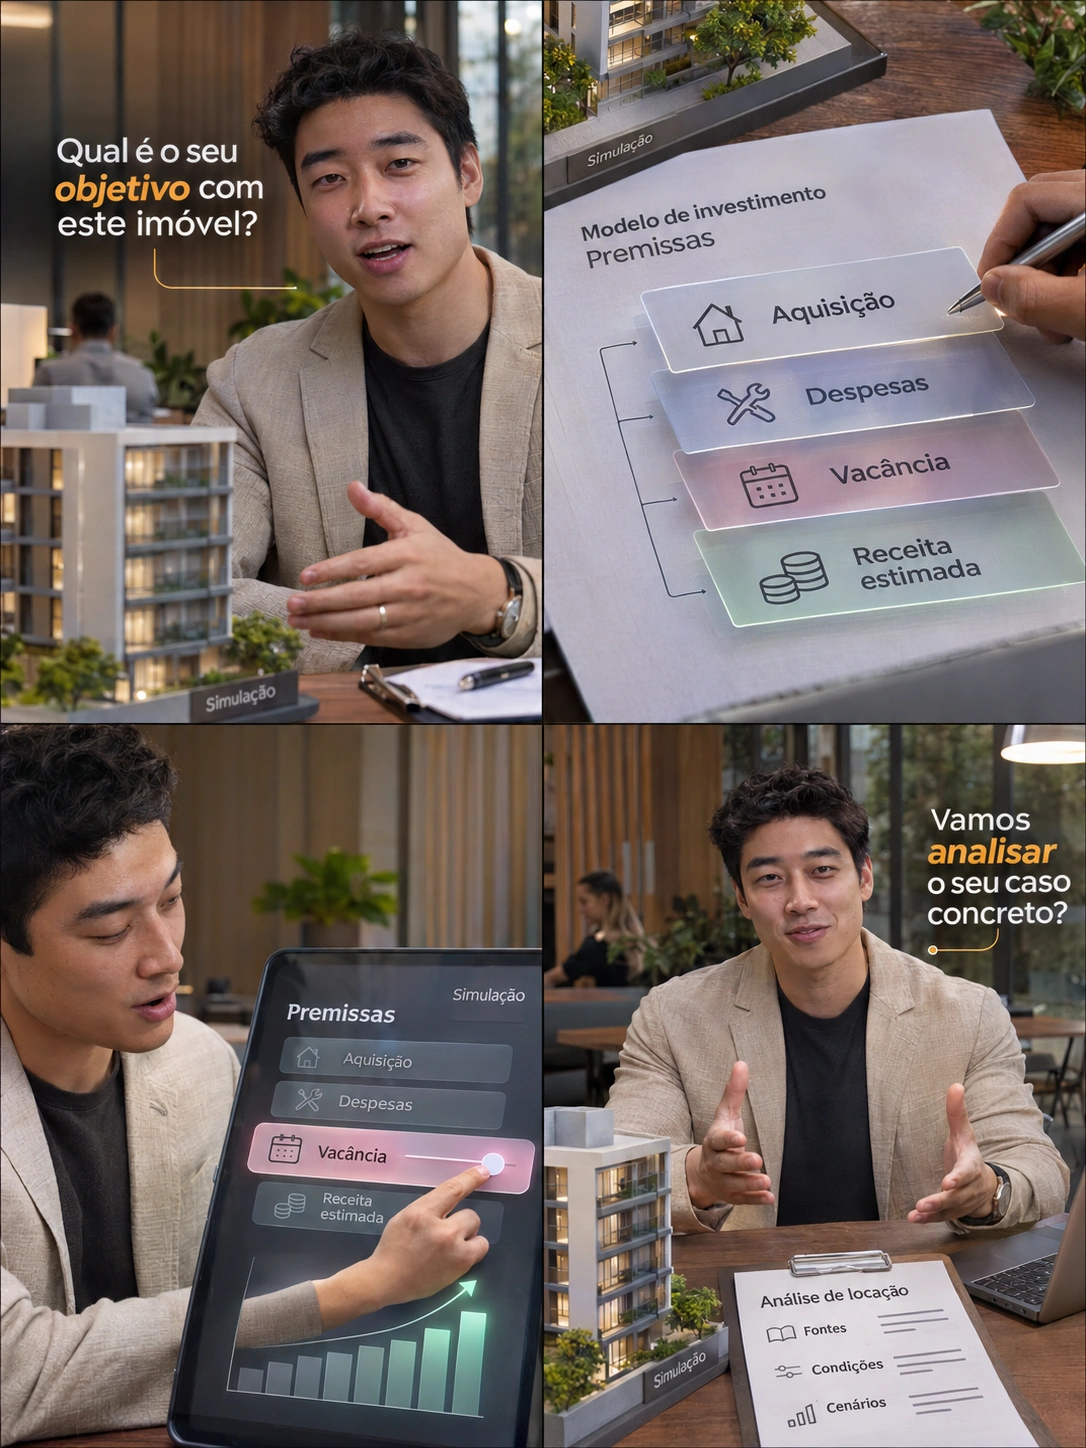 Qual é o seu
objetivo com
este imóvel?
Simulação
Simulação
Modelo de investimento
Premissas
Aquisição
Despesas
Vacância
Receita
estimada
Simulação
Premissas
Aquisição
Despesas
Vacância
Receita
estimada
Vamos
analisar
o seu caso
concreto?
Simulação
Análise de locação
Fontes
Condições
Cenários